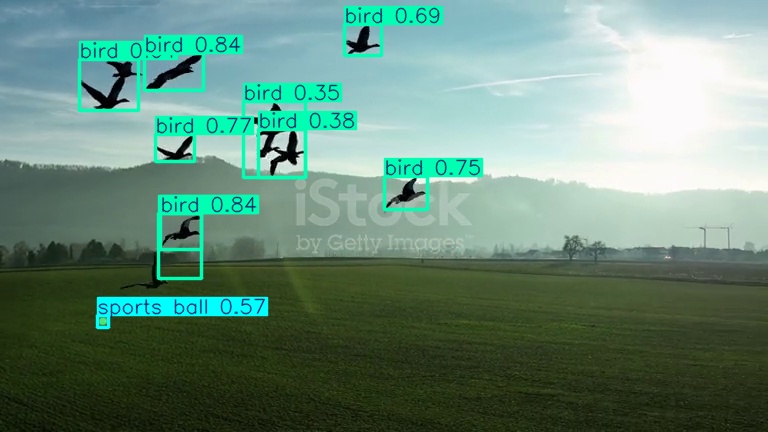 bird 0.69
bird 0.84
bird
bird 0.35
bird 0.38
bird 0.77
bird 0.75
bird 0.84
iStock
by Getty Images
sports ball 0.57